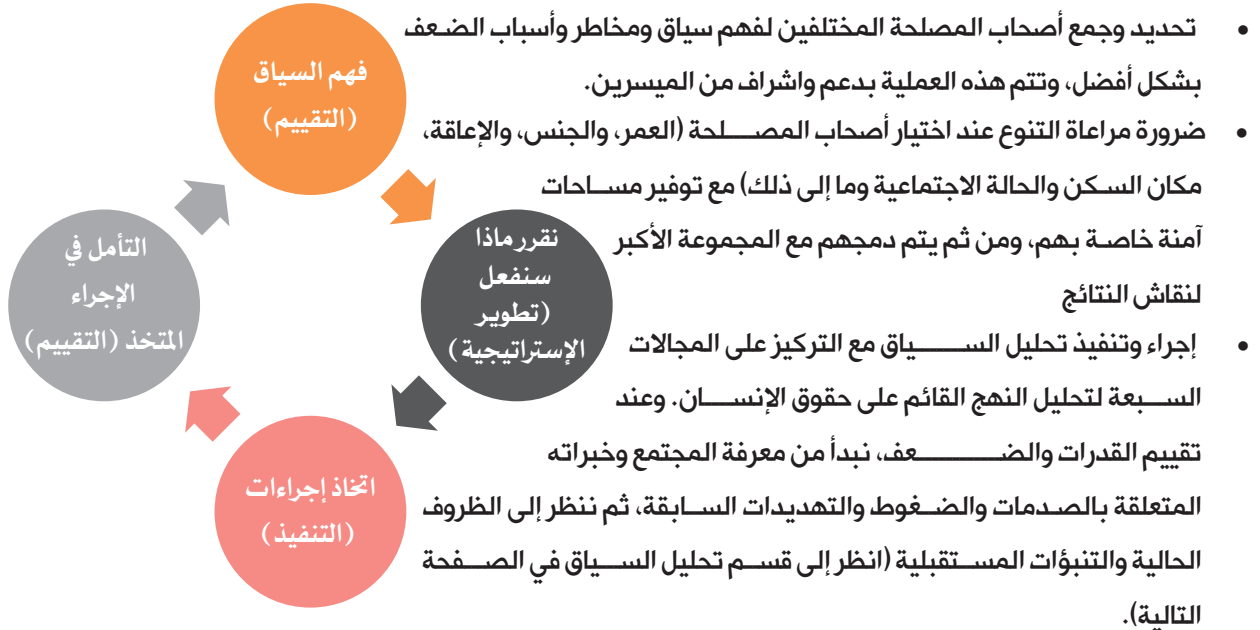 • تحديد وجمع أصحاب المصلحة المختلفين لفهم سياق ومخاطر وأسباب الضعف
بشكل أفضل، وتتم هذه العملية بدعم واشراف من الميسرين.
• ضرورة مراعاة التنوع عند اختيار أصحاب المصلحة (العمر، والجنس، والإعاقة،
مكان السكن والحالة الاجتماعية وما إلى ذلك) مع توفير مساحات
آمنة خاصة بهم، ومن ثم يتم دمجهم مع المجموعة الأكبر
لنقاش النتائج
• إجراء وتنفيذ تحليل السياق مع التركيز على المجالات
السبعة لتحليل النهج القائم على حقوق الإنسان. وعند
تقييم القدرات والضعف، نبدأ من معرفة المجتمع وخبراته
المتعلقة بالصدمات والضغوط والتهديدات السابقة، ثم ننظر إلى الظروف
الحالية والتنبؤات المستقبلية (انظر إلى قسم تحليل السياق في الصفحة
التالية).
فهم السياق
(التقييم)
نقرر ماذا
سنفعل
(تطوير
الإستراتيجية)
اتخاذ إجراءات
(التنفيذ)
التأمل في
الإجراء
المتخذ (التقييم)